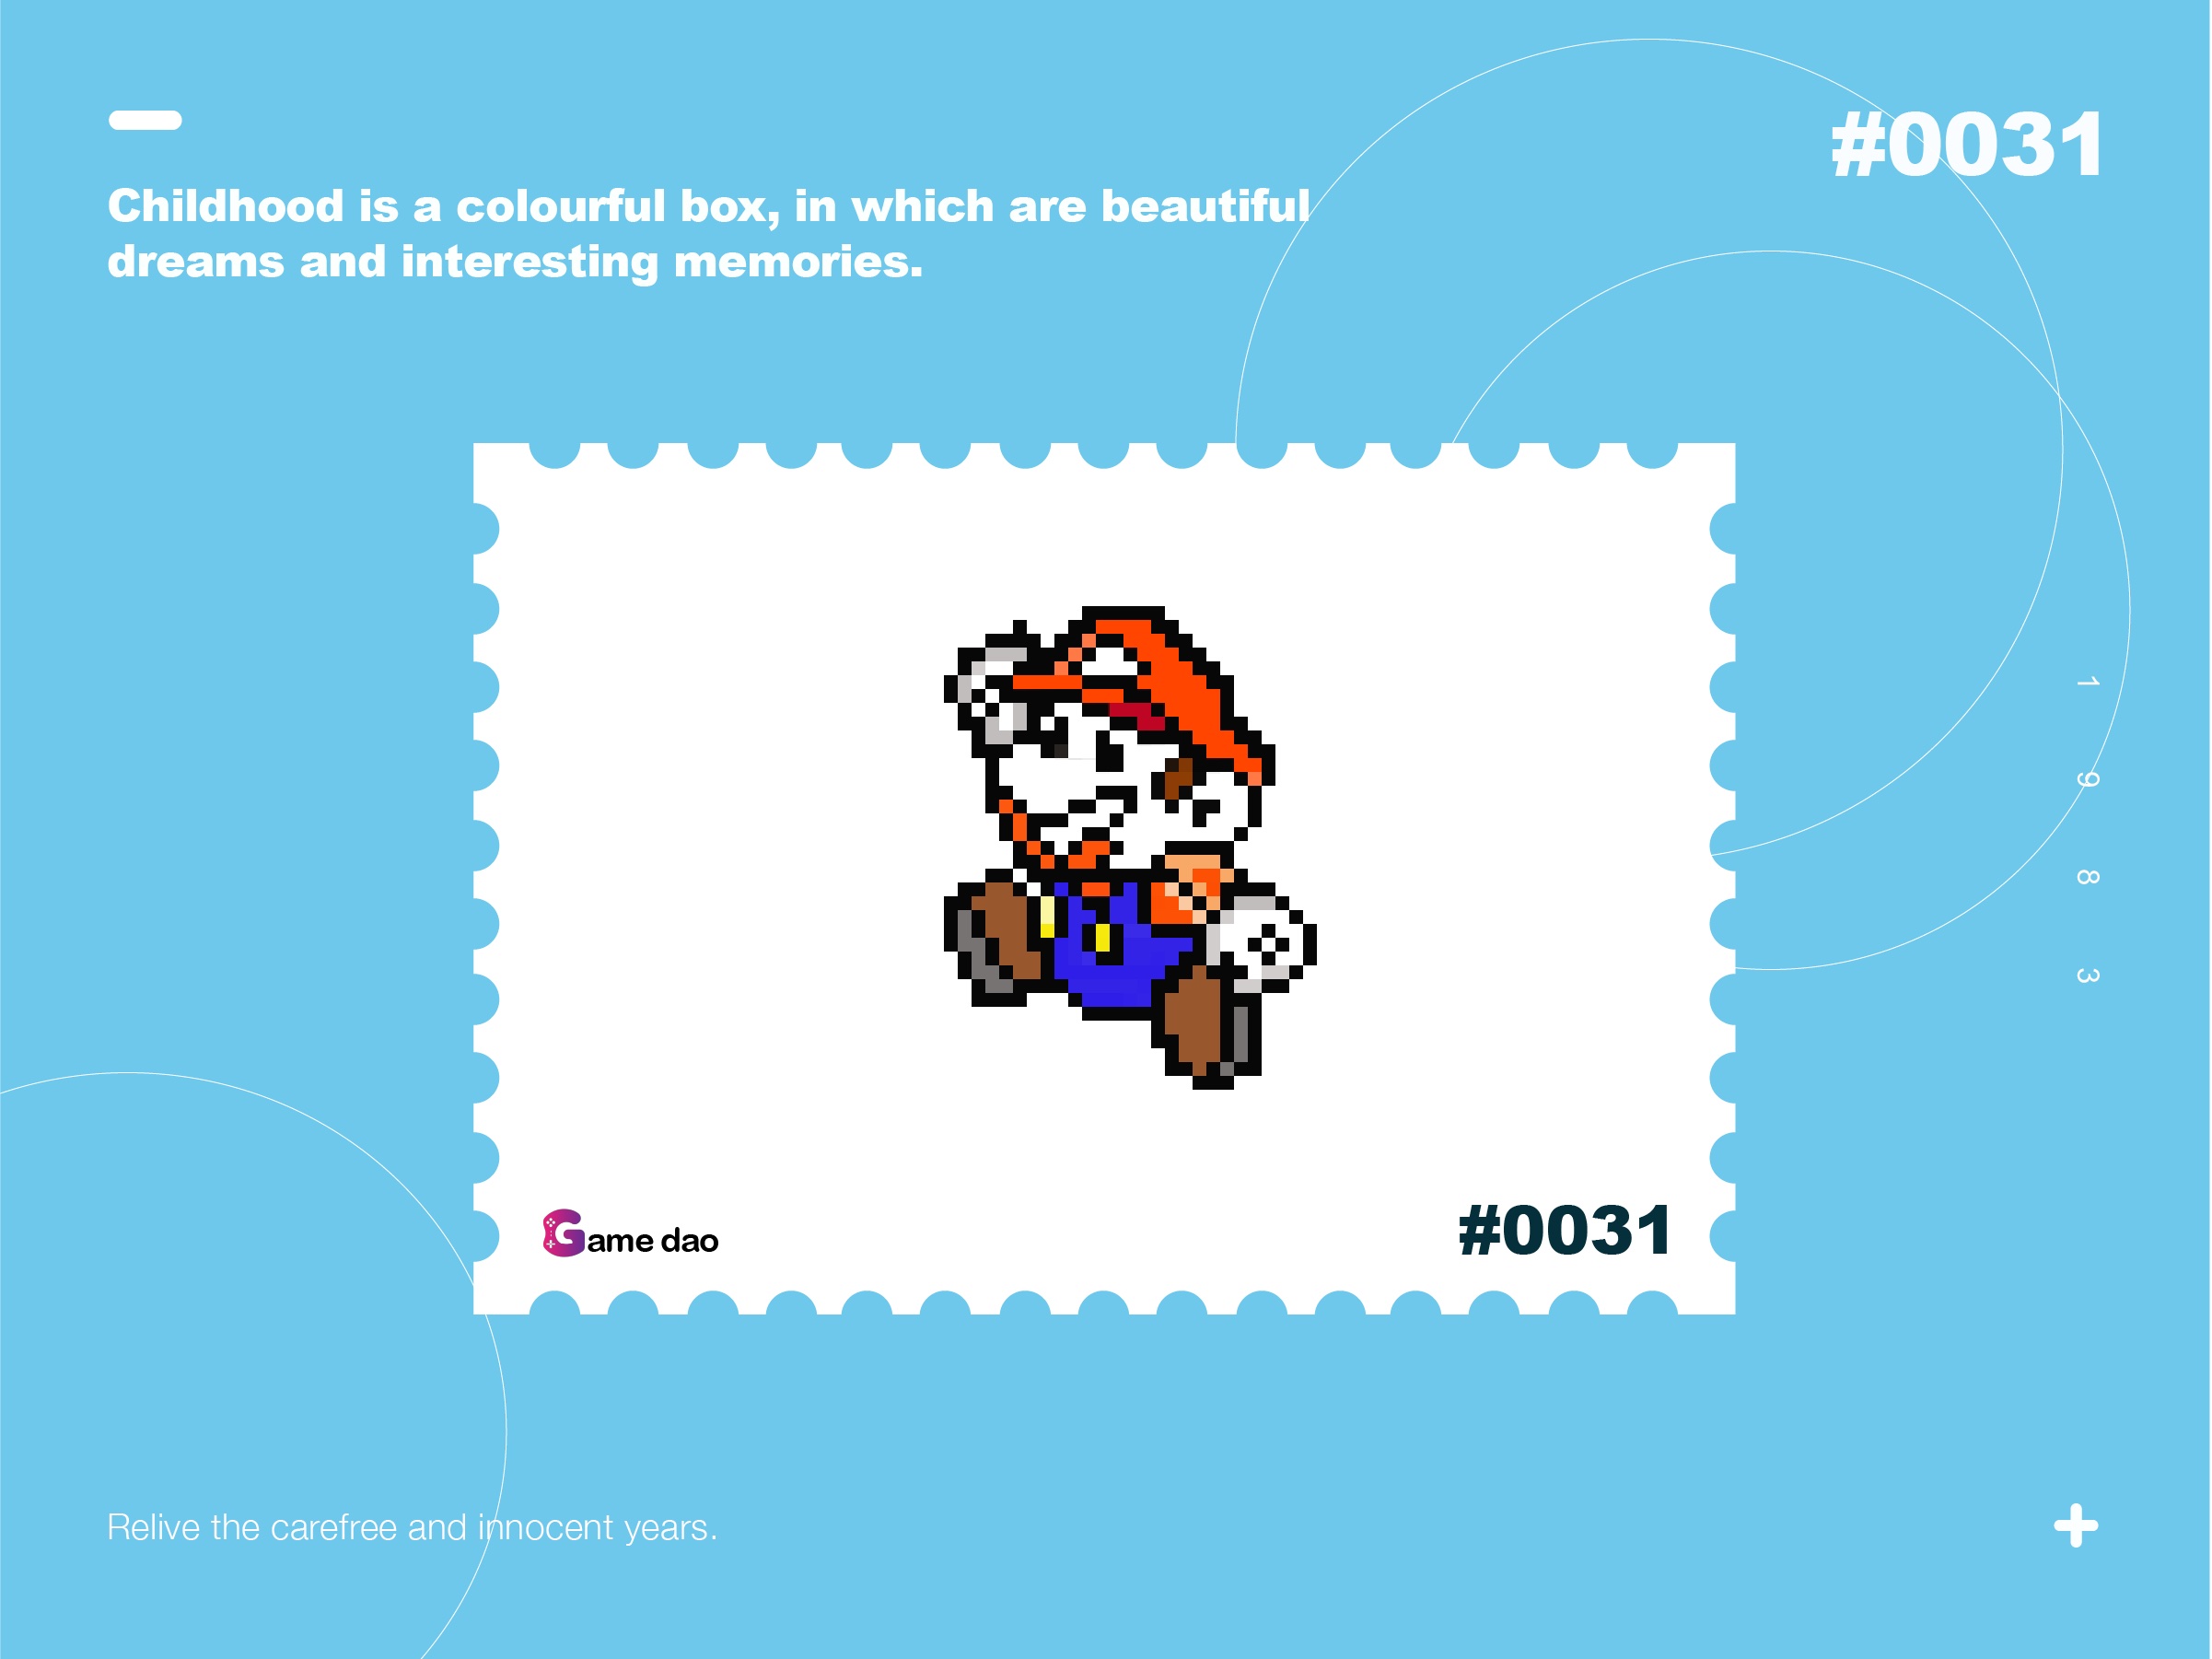 #0031
Childhood is a colourful box, in which are beautiful
dreams and interesting memories.
1 9 8 3
Game dao
#0031
Relive the carefree and innocent years.